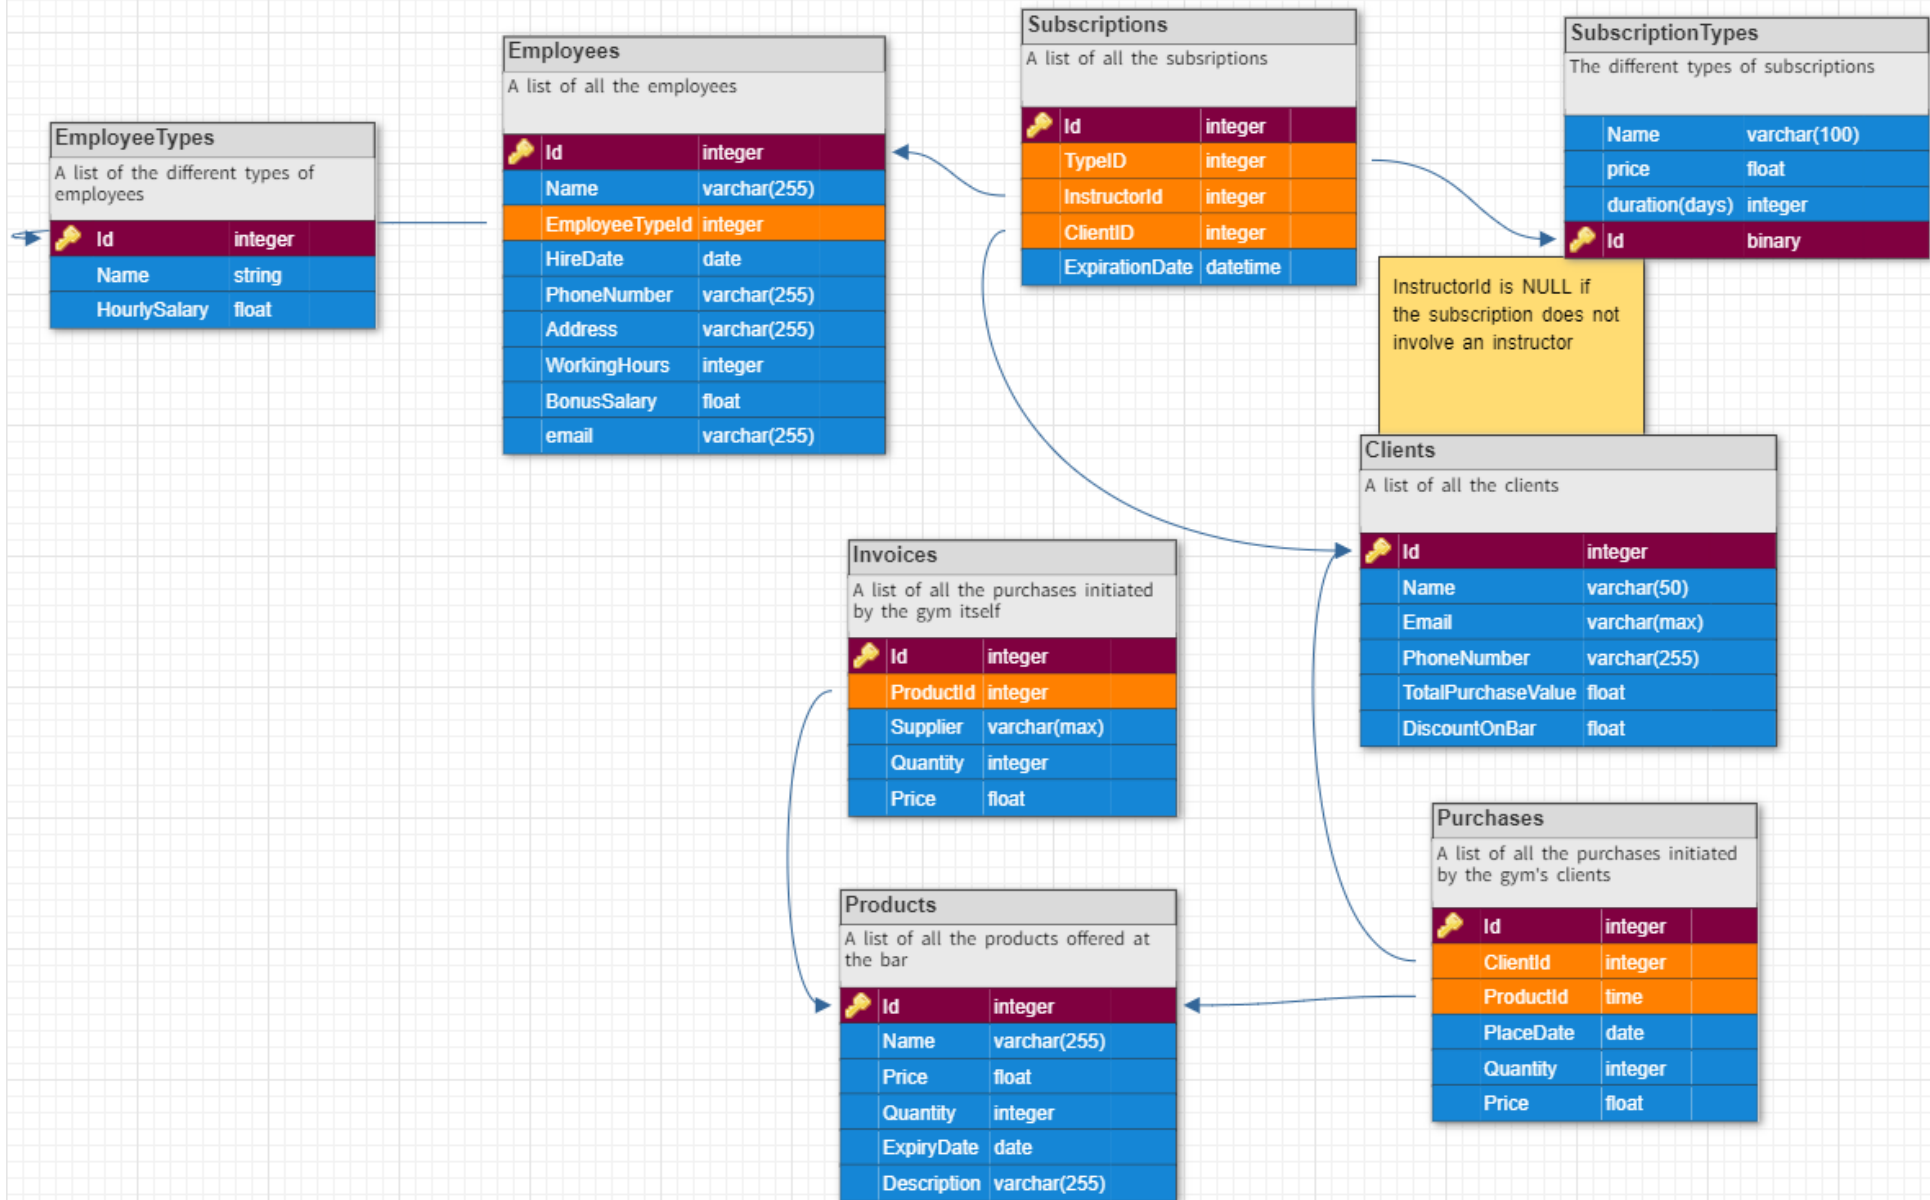 EmployeeTypes
A list of the different types of
employees
Id integer
Name string
HourlySalary float
Employees
A list of all the employees
Id integer
Name varchar(255)
EmployeeTypeId integer
HireDate date
PhoneNumber varchar(255)
Address varchar(255)
WorkingHours integer
BonusSalary float
email varchar(255)
Subscriptions
A list of all the subsriptions
Id integer
TypeID integer
InstructorId integer
ClientID integer
ExpirationDate datetime
SubscriptionTypes
The different types of subscriptions
Name varchar(100)
price float
duration(days) integer
Id binary
InstructorId is NULL if
the subscription does not
involve an instructor
Clients
A list of all the clients
Id integer
Name varchar(50)
Email varchar(max)
PhoneNumber varchar(255)
TotalPurchaseValue float
DiscountOnBar float
Invoices
A list of all the purchases initiated
by the gym itself
Id integer
ProductId integer
Supplier varchar(max)
Quantity integer
Price float
Products
A list of all the products offered at
the bar
Id integer
Name varchar(255)
Price float
Quantity integer
ExpiryDate date
Description varchar(255)
Purchases
A list of all the purchases initiated
by the gym's clients
Id integer
ClientId integer
ProductId time
PlaceDate date
Quantity integer
Price float